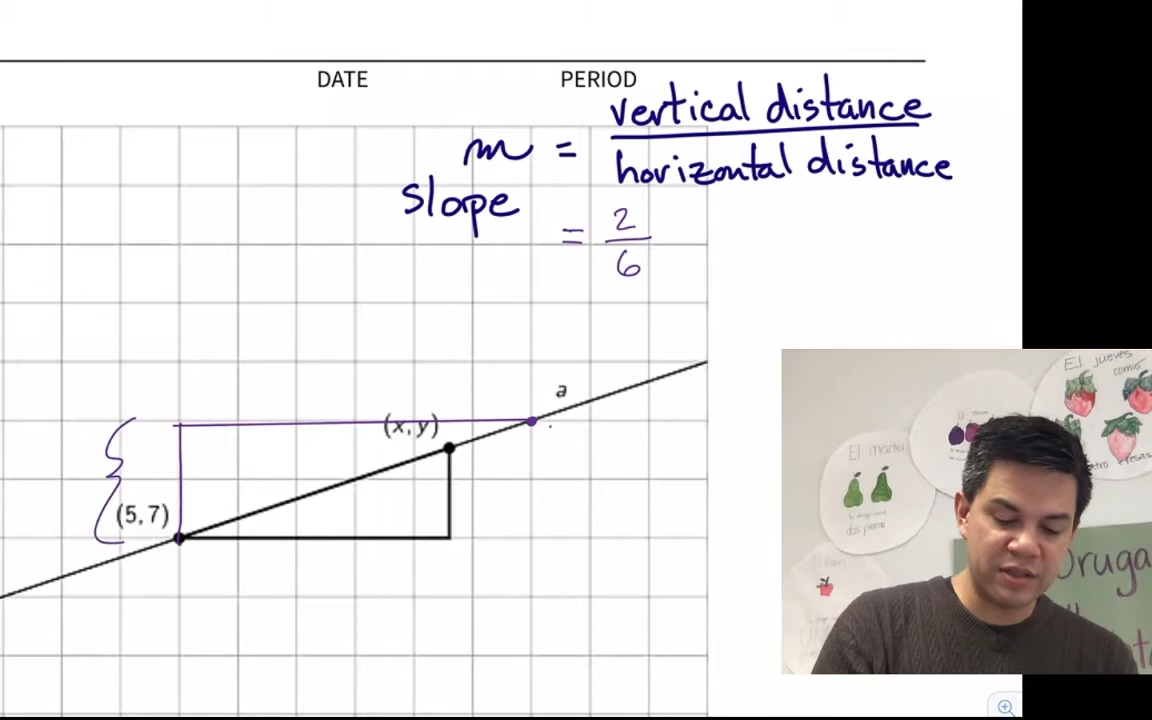 DATE PERIOD
m = vertical distance
horizontal distance
slope
= 2
6
a
(x, y)
(5, 7)
El jueves
comió
El martes
dos peras